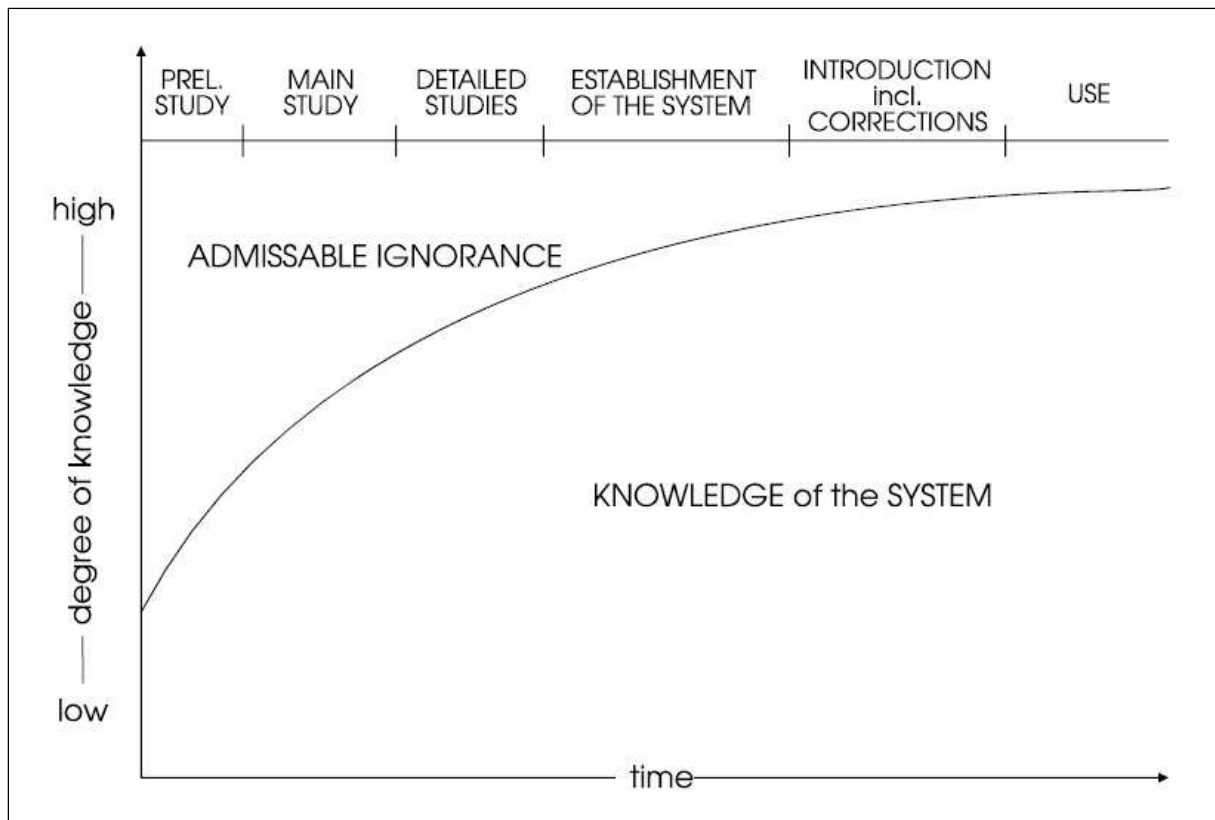 PREL.
STUDY
MAIN
STUDY
DETAILED
STUDIES
ESTABLISHMENT
OF THE SYSTEM
INTRODUCTION
incl.
CORRECTIONS
USE
high
ADMISSABLE IGNORANCE
degree of knowledge
KNOWLEDGE of the SYSTEM
low
time